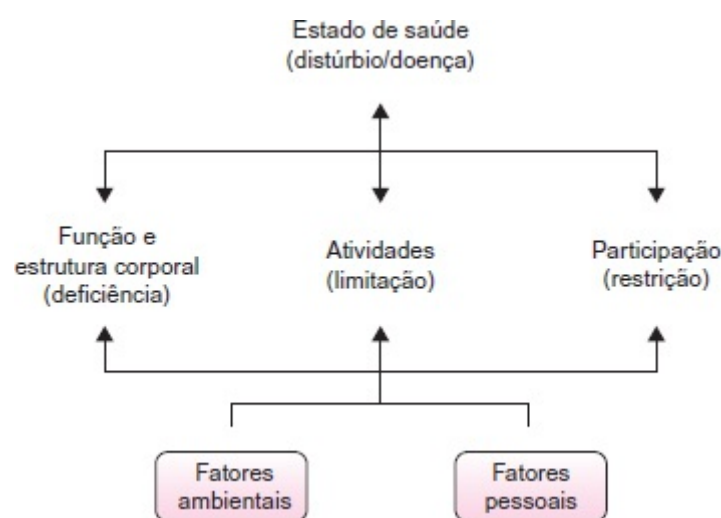 Estado de saúde
(distúrbio/doença)
Função e
estrutura corporal
(deficiência)
Atividades
(limitação)
Participação
(restrição)
Fatores
ambientais
Fatores
pessoais